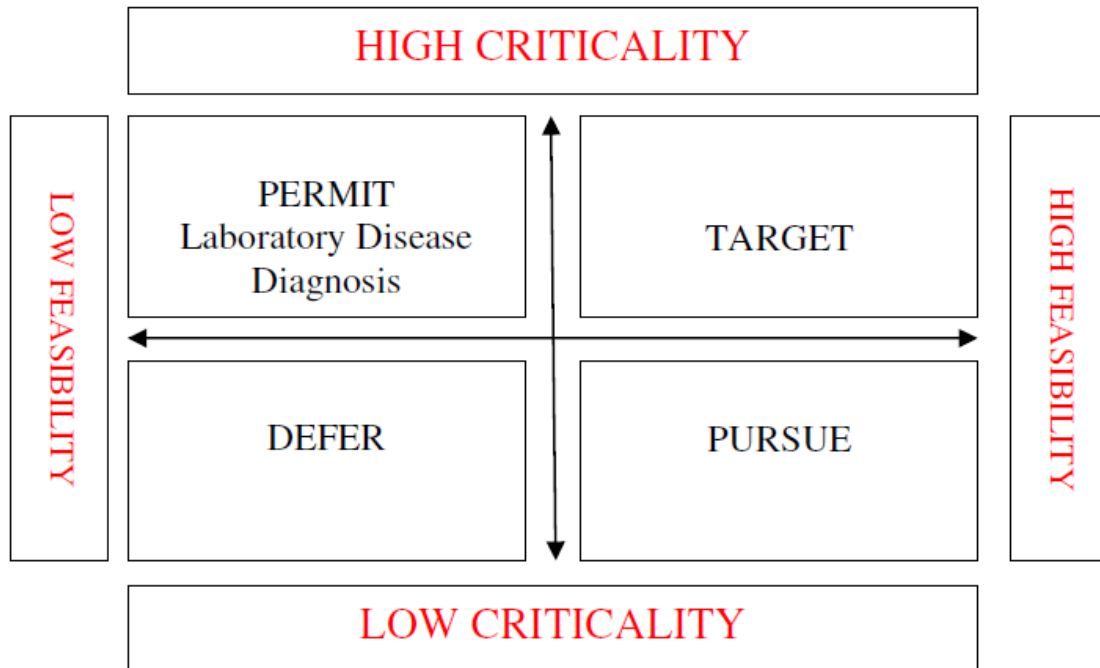 HIGH CRITICALITY
LOW FEASIBILITY
PERMIT
Laboratory Disease
Diagnosis
TARGET
HIGH FEASIBILITY
DEFER
PURSUE
LOW CRITICALITY